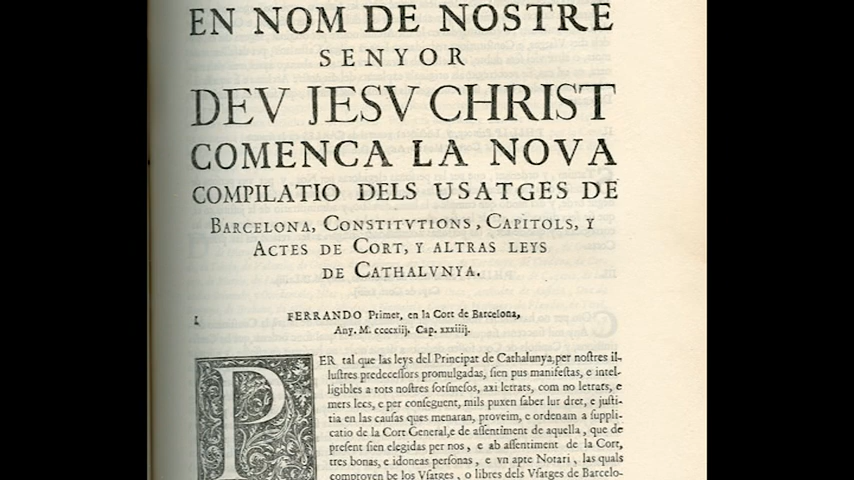 EN NOM DE NOSTRE
SENYOR
DEV JESV CHRIST
COMENCA LA NOVA
COMPILATIO DELS USATGES DE
BARCELONA, CONSTITVTIONS, CAPITOLS, Y
ACTES DE CORT, Y ALTRAS LEYS
DE CATHALVNYA.
I. FERRANDO Primer, en la Cort de Barcelona,
Any. M. ccccxiij. Cap. xxxiiij.
PER tal que las leys del Principat de Cathalunya, per nostres il-
lustres predecessors promulgadas, sien pus manifestas, e intel-
ligibles a tots nostres sotsmesos, axi letrats, com no letrats, e
mers lecs, e per conseguent, mils puxen saber lur dret, e justi-
tia en las causas ques menaran, proveim, e ordenam a suppli-
catio de la Cort General, e de assentiment de aquella, que de
present sien elegidas per nos, e ab assentiment de la Cort,
tres bonas, e idoneas personas, e vn apte Notari, las quals
comproven be los Vsatges, o libres dels Vsatges de Barcelo-